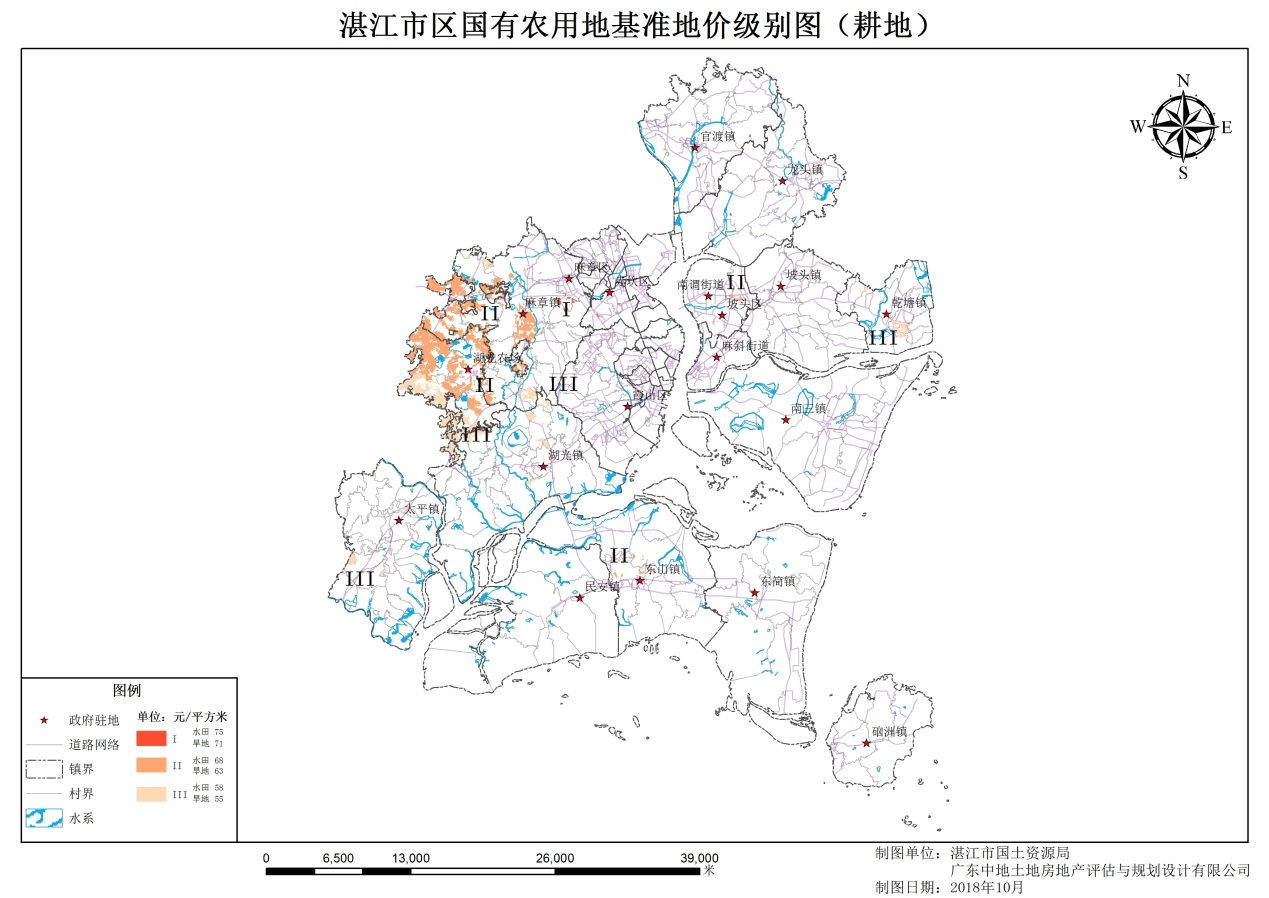 湛江市区国有农用地基准地价级别图（耕地）
N
W
E
S
官渡镇
龙头镇
麻章区
赤坎区
坡头镇
南调街道
II
乾塘镇
麻章镇
I
坡头区
II
III
麻斜街道
湖光农场
II
III
霞山区
南三镇
III
湖光镇
太平镇
II
III
东山镇
东简镇
民安镇
硇洲镇
图例
政府驻地
道路网络
镇界
村界
水系
单位：元/平方米
I
水田 75
旱地 71
II
水田 68
旱地 63
III
水田 58
旱地 55
0
6,500
13,000
26,000
39,000
米
制图单位：湛江市国土资源局
广东中地土地房地产评估与规划设计有限公司
制图日期：2018年10月